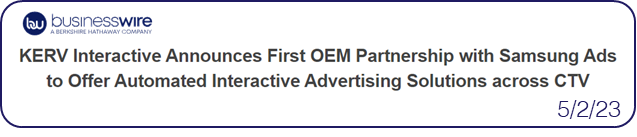 bw businesswire
A BERKSHIRE HATHAWAY COMPANY
KERV Interactive Announces First OEM Partnership with Samsung Ads
to Offer Automated Interactive Advertising Solutions across CTV
5/2/23